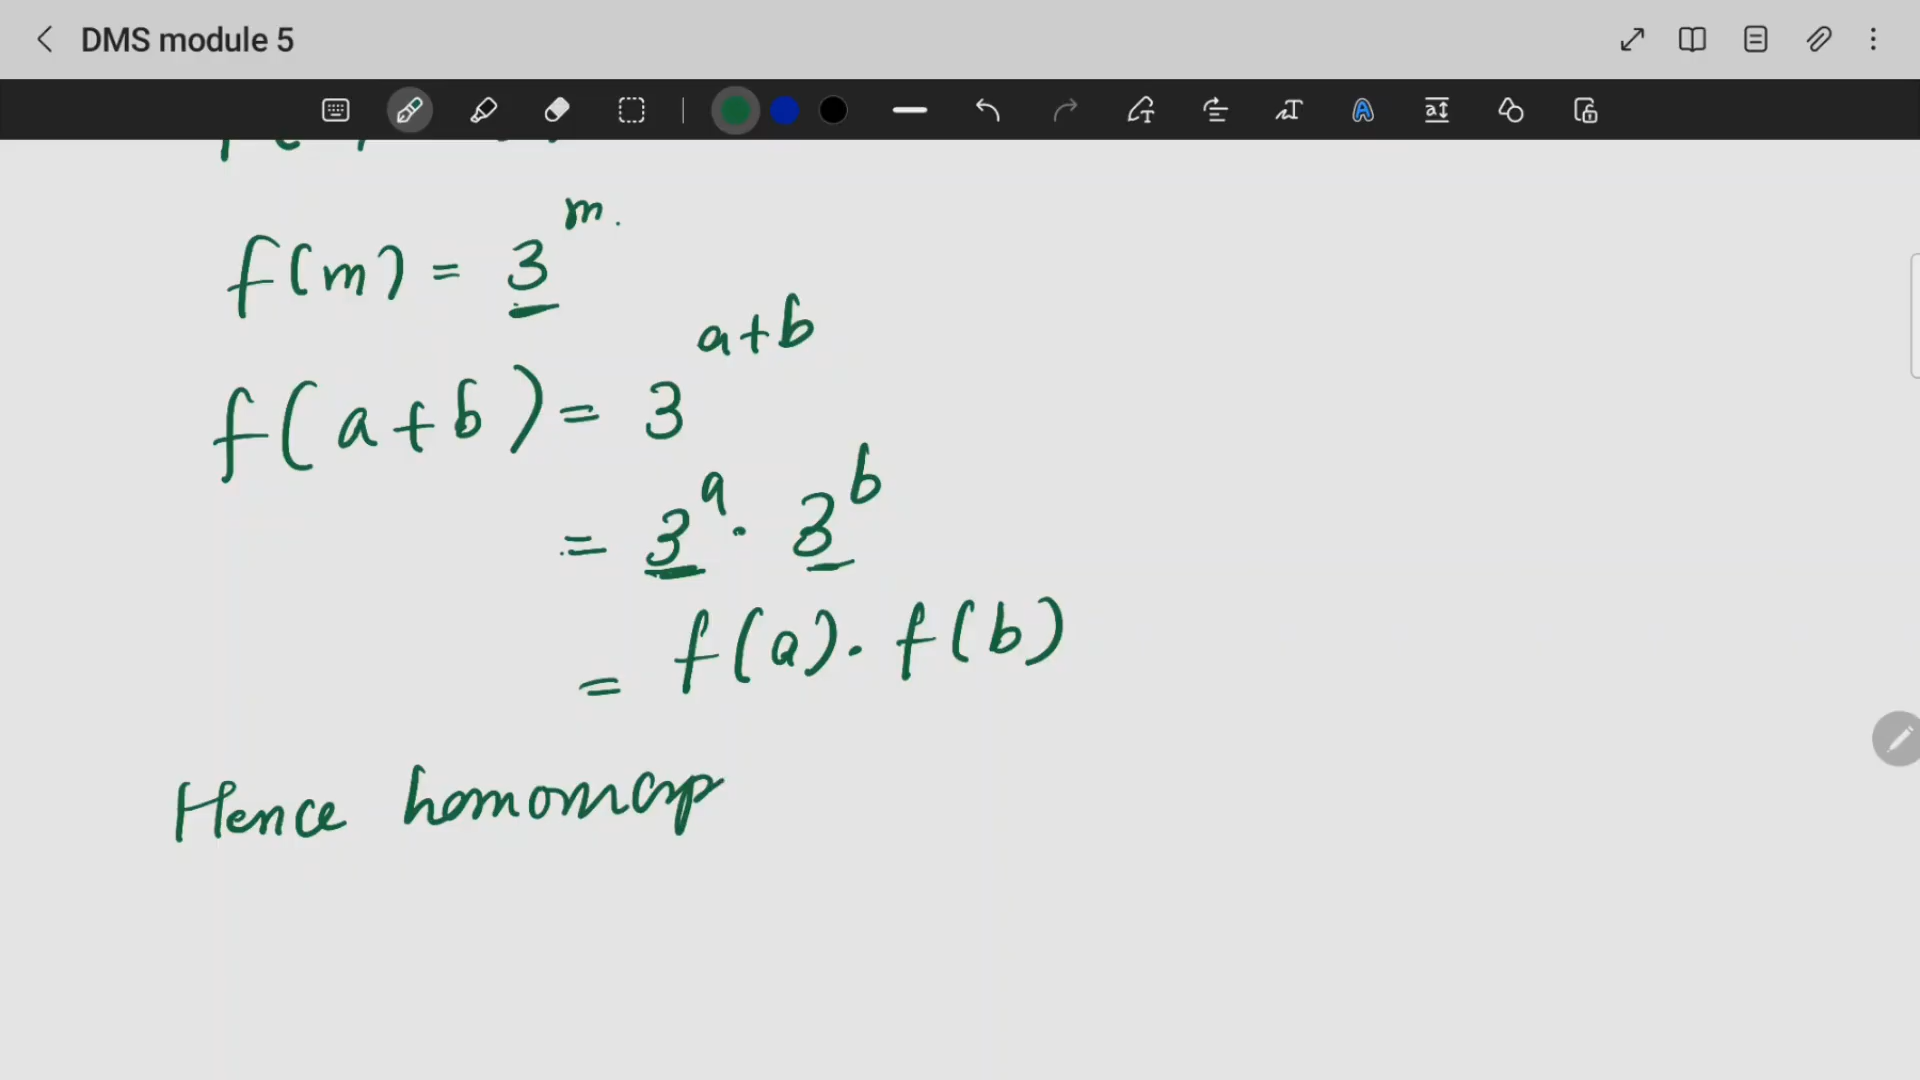 DMS module 5
f(m) = 3^m.
f(a+b) = 3^a+b
= 3^a . 3^b
= f(a). f(b)
Hence homomorp